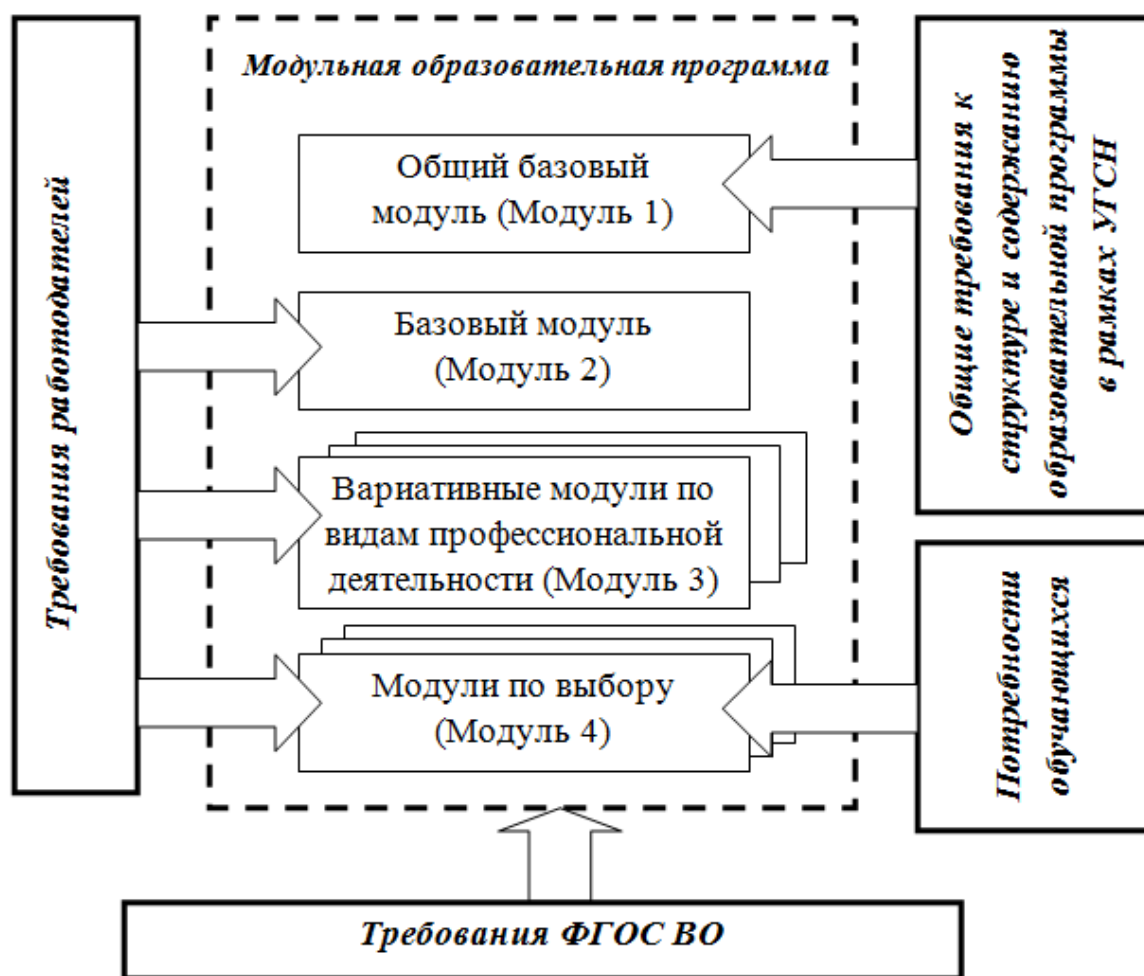 Модульная образовательная программа
Требования работодателей
Общий базовый
модуль (Модуль 1)
Базовый модуль
(Модуль 2)
Вариативные модули по
видам профессиональной
деятельности (Модуль 3)
Модули по выбору
(Модуль 4)
Общие требования к
структуре и содержанию
образовательной программы
в рамках УГСН
Потребности
обучающихся
Требования ФГОС ВО